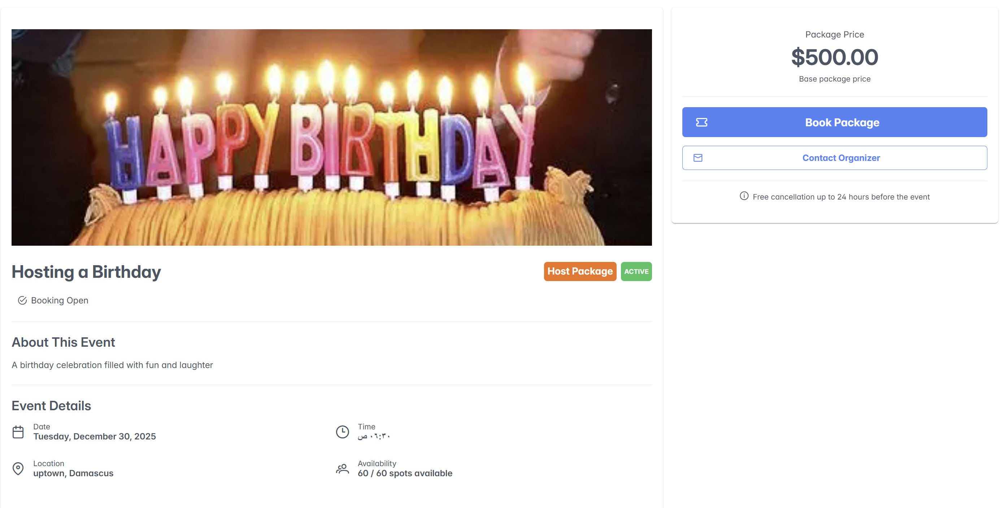 HAPPY BIRTHDAY
Hosting a Birthday
Host Package
ACTIVE
Booking Open
About This Event
A birthday celebration filled with fun and laughter
Event Details
Date
Tuesday, December 30, 2025
Time
٠٦:٣٠ ص
Location
uptown, Damascus
Availability
60 / 60 spots available
Package Price
$500.00
Base package price
Book Package
Contact Organizer
Free cancellation up to 24 hours before the event